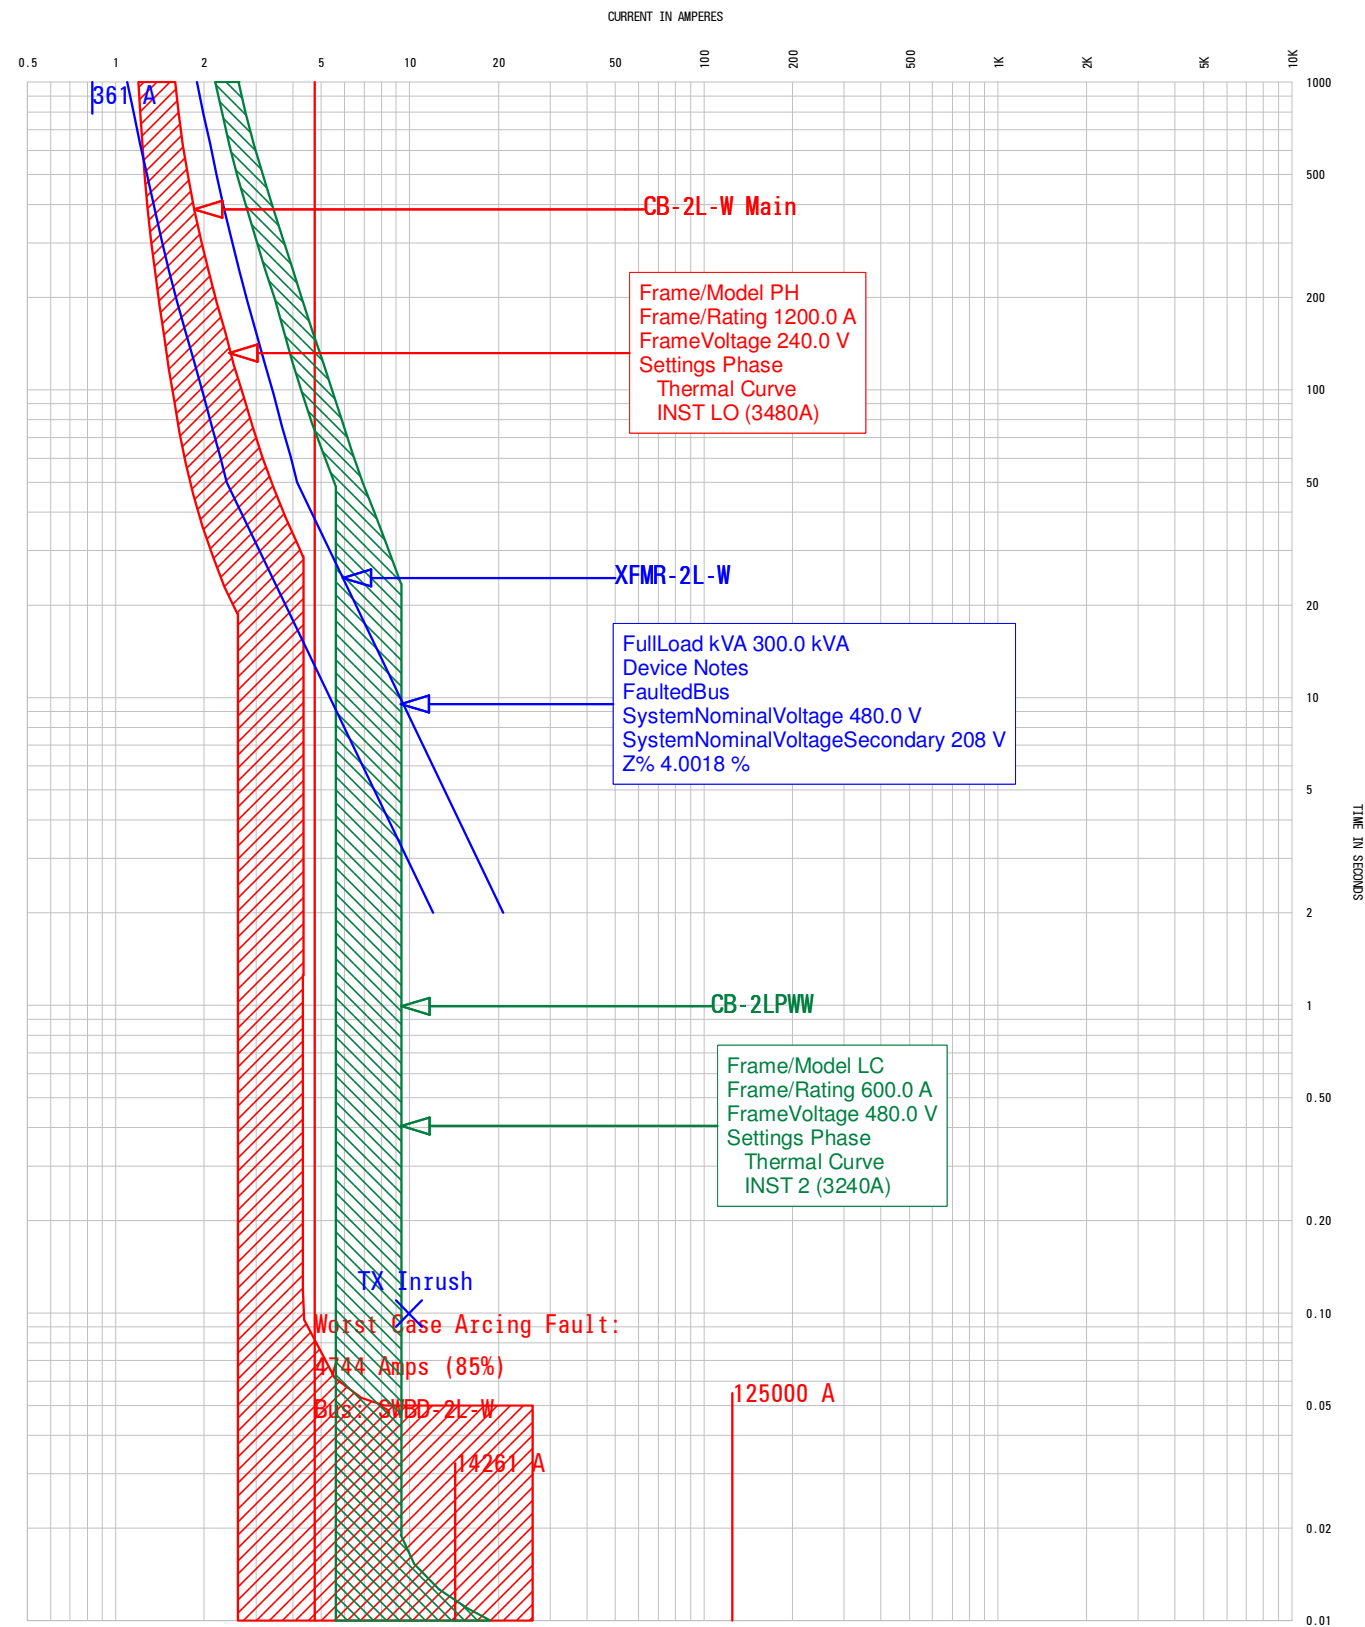 CURRENT IN AMPERES
0.5 1 2 5 10 20 50 100 200 500 1K 2K 5K 10K
1000
361 A
500
CB-2L-W Main
Frame/Model PH
200
Frame/Rating 1200.0 A
FrameVoltage 240.0 V
Settings Phase
Thermal Curve
100
INST LO (3480A)
50
XFMR-2L-W
20
FullLoad kVA 300.0 kVA
Device Notes
FaultedBus
10
SystemNominalVoltage 480.0 V
SystemNominalVoltageSecondary 208 V
Z% 4.0018 %
5
TIME IN SECONDS
2
CB-2LPWW
1
Frame/Model LC
Frame/Rating 600.0 A
0.50
FrameVoltage 480.0 V
Settings Phase
Thermal Curve
INST 2 (3240A)
0.20
TX Inrush
0.10
Worst Case Arcing Fault:
4744 Amps (85%)
125000 A
Bus: SWBD-2L-W
0.05
14261 A
0.02
0.01